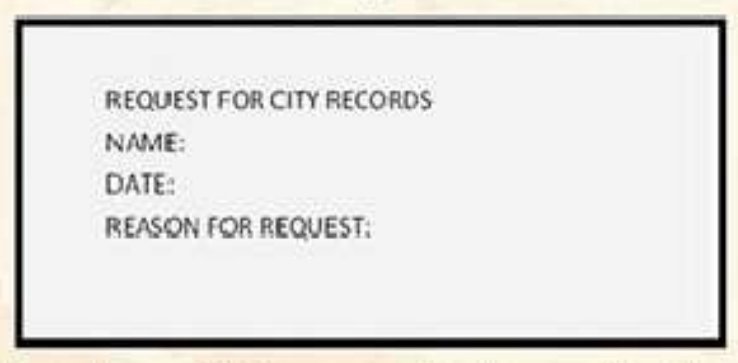 REQUEST FOR CITY RECORDS
NAME:
DATE:
REASON FOR REQUEST: